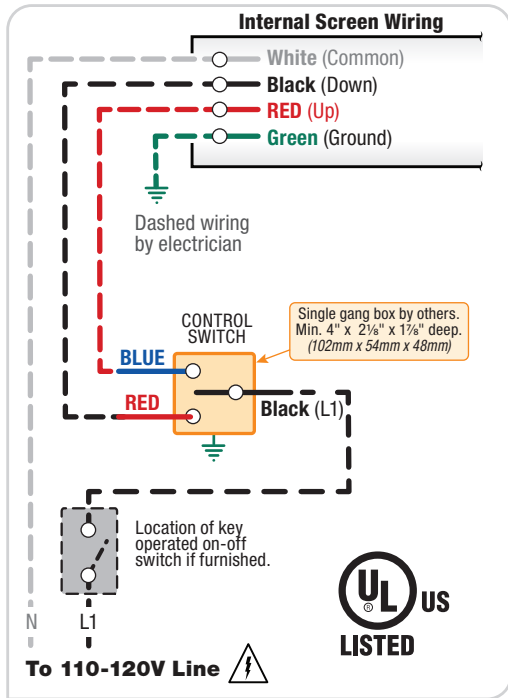 Internal Screen Wiring
White (Common)
Black (Down)
RED (Up)
Green (Ground)
Dashed wiring
by electrician
Single gang box by others.
Min. 4" x 2⅛" x 1⅞" deep.
(102mm x 54mm x 48mm)
CONTROL
SWITCH
BLUE
RED
Black (L1)
Location of key
operated on-off
switch if furnished.
N
L1
To 110-120V Line
UL
®
US
LISTED